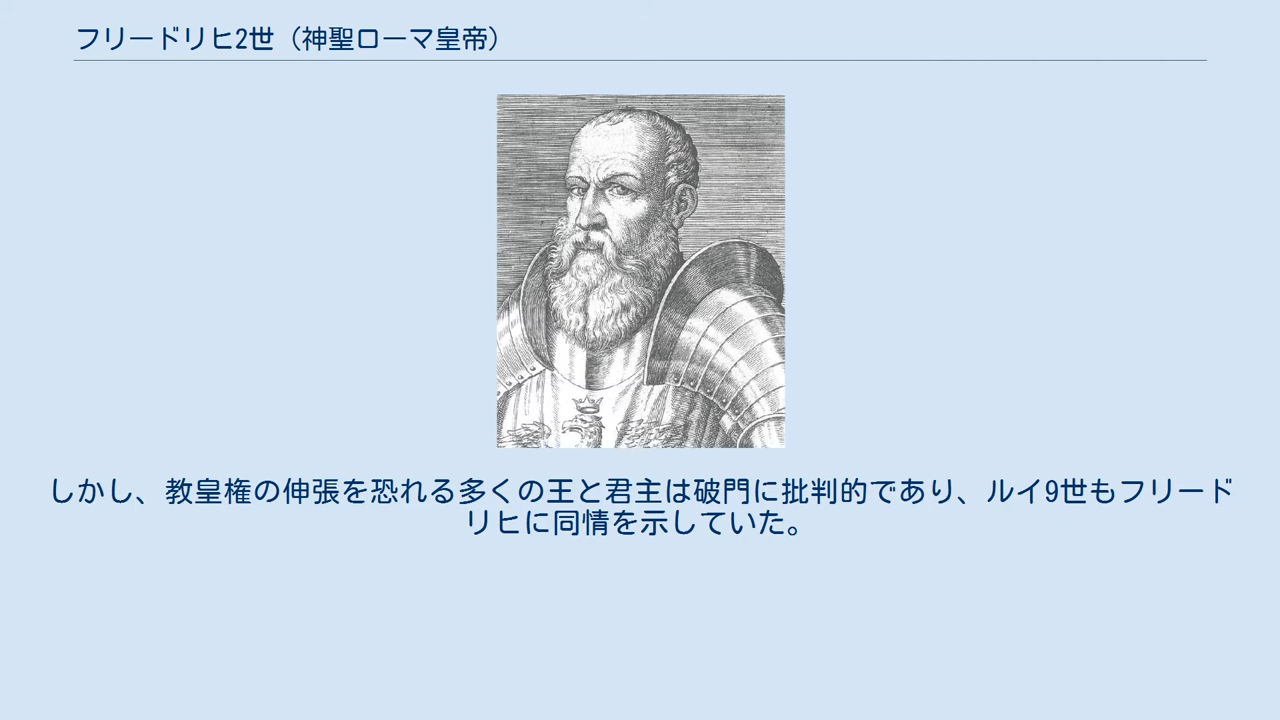 フリードリヒ2世（神聖ローマ皇帝）
しかし、教皇権の伸張を恐れる多くの王と君主は破門に批判的であり、ルイ9世もフリード
リヒに同情を示していた。